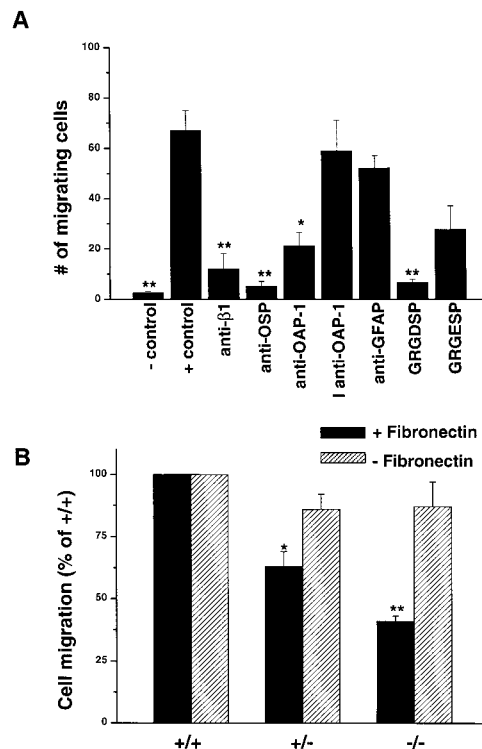 A
# of migrating cells
100
80
60
40
20
0
**
**
**
*
**
- control
+ control
anti-β1
anti-OSP
anti-OAP-1
I anti-OAP-1
anti-GFAP
GRGDSP
GRGESP
+ Fibronectin
- Fibronectin
B
Cell migration (% of +/+)
100
75
50
25
0
*
**
+/+
+/-
-/-